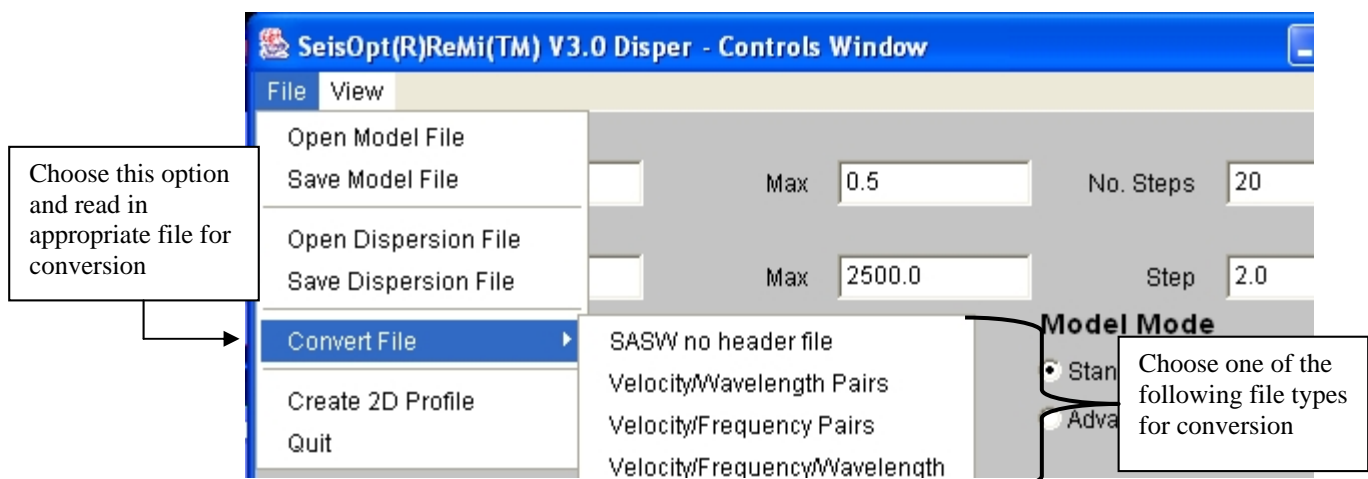 SeisOpt(R)ReMi(TM) V3.0 Disper - Controls Window
File View
Open Model File
Save Model File
Max 0.5 No. Steps 20
Open Dispersion File
Save Dispersion File
Max 2500.0 Step 2.0
Choose this option
and read in
appropriate file for
conversion
Convert File
Create 2D Profile
Quit
SASW no header file
Velocity/Wavelength Pairs
Velocity/Frequency Pairs
Velocity/Frequency/Wavelength
Model Mode
Stan
Adva
Choose one of the
following file types
for conversion